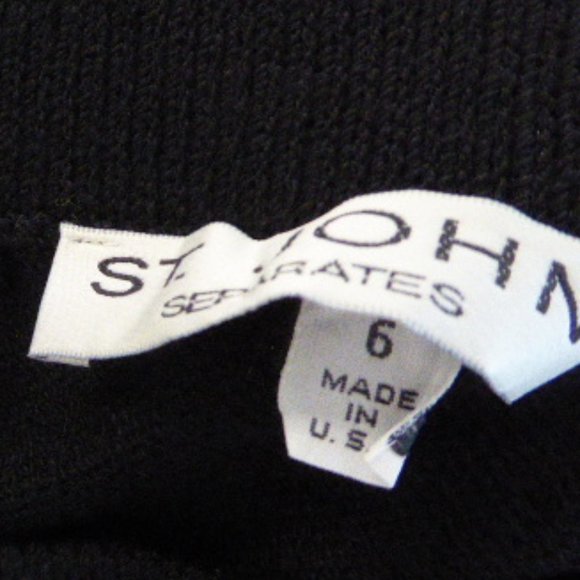 ST. JOHN
SEPARATES
6
MADE
IN
U. S.